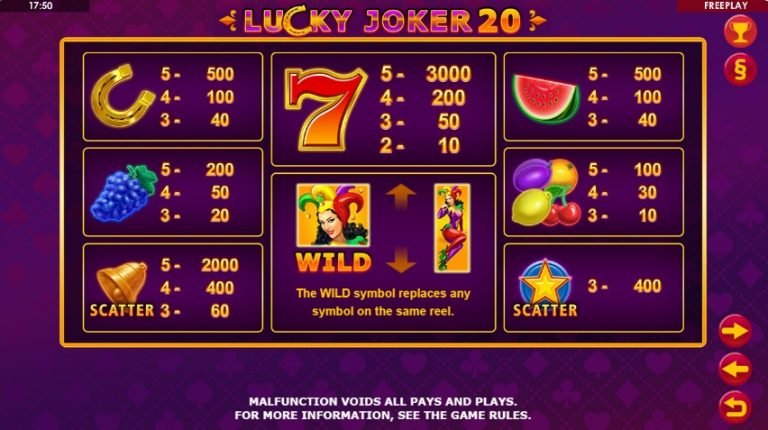 17:50
LUCKY JOKER 20
FREEPLAY
§
5 - 500
4 - 100
3 - 40
7
5 - 3000
4 - 200
3 - 50
2 - 10
5 - 500
4 - 100
3 - 40
5 - 200
4 - 50
3 - 20
WILD
The WILD symbol replaces any
symbol on the same reel.
5 - 100
4 - 30
3 - 10
SCATTER
5 - 2000
4 - 400
3 - 60
SCATTER
3 - 400
MALFUNCTION VOIDS ALL PAYS AND PLAYS.
FOR MORE INFORMATION, SEE THE GAME RULES.